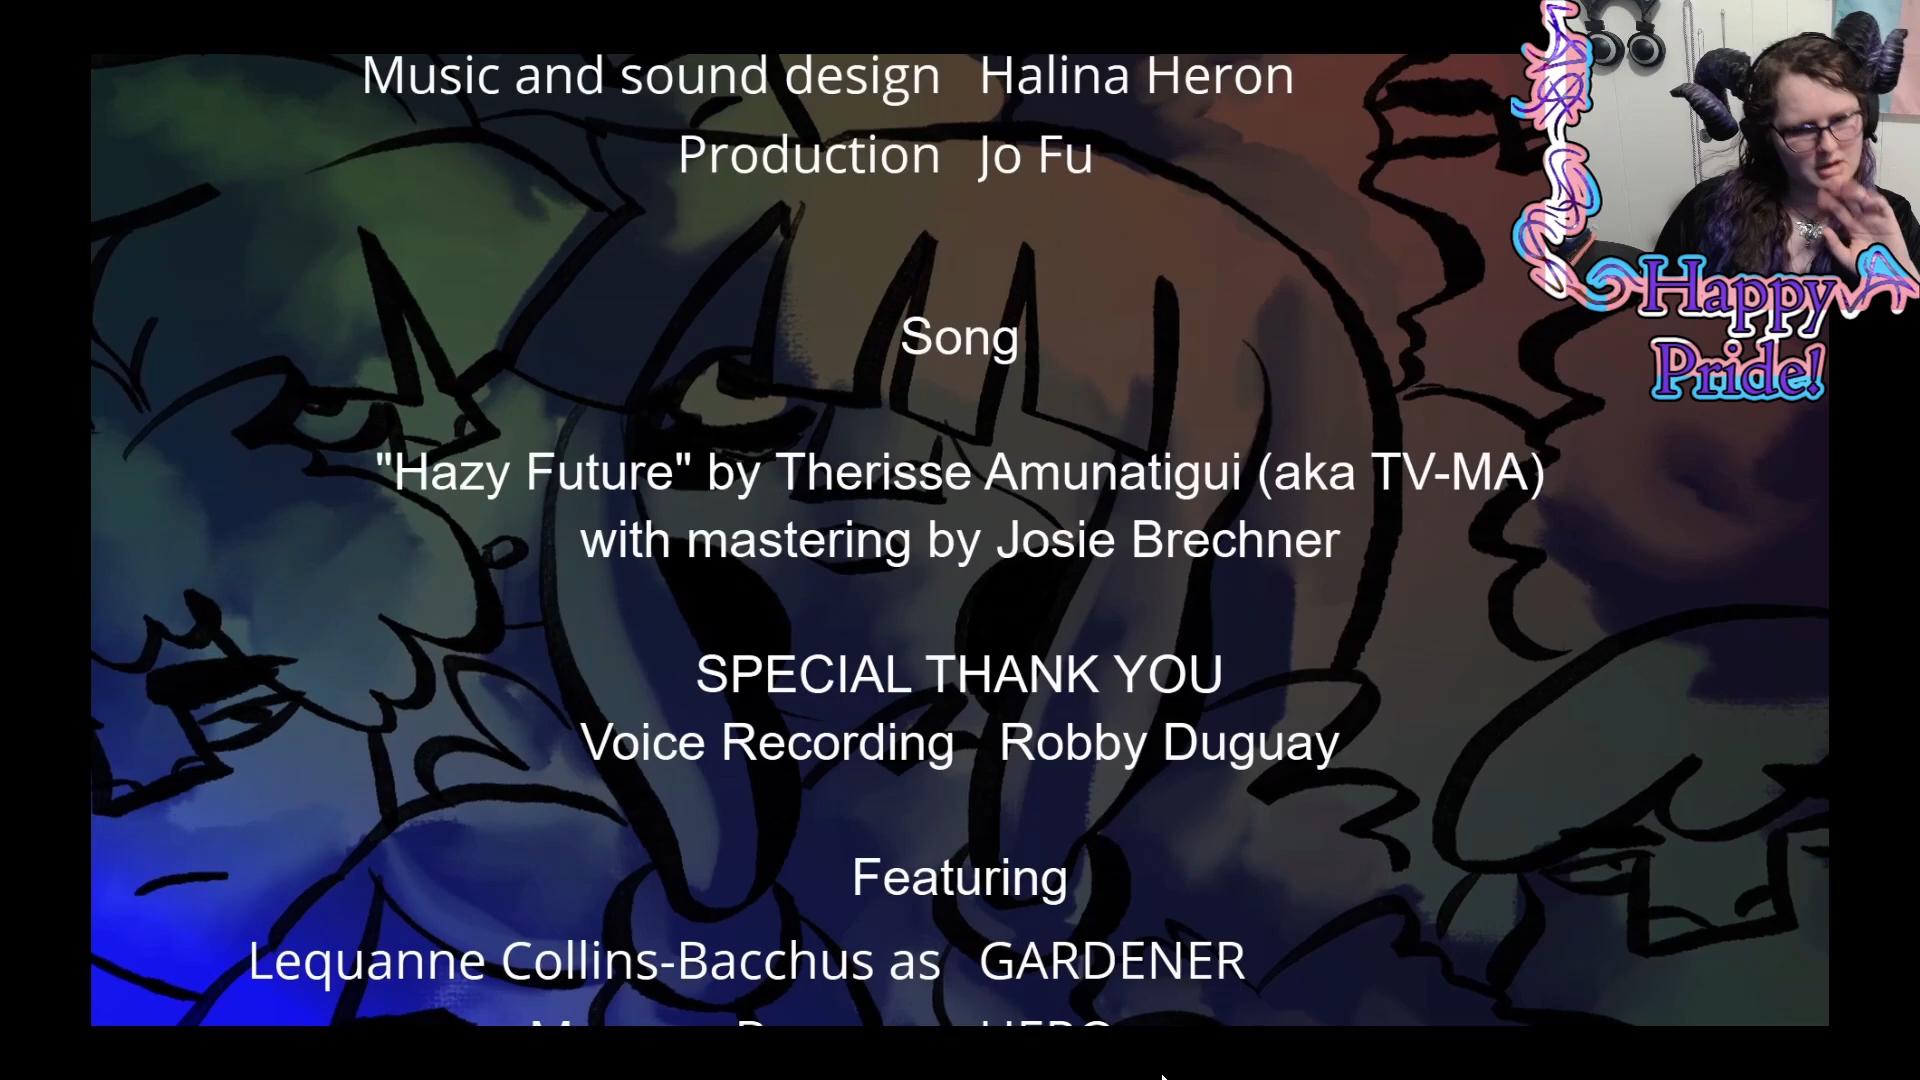 Music and sound design Halina Heron
Production Jo Fu
Song
"Hazy Future" by Therisse Amunatigui (aka TV-MA)
with mastering by Josie Brechner
SPECIAL THANK YOU
Voice Recording Robby Duguay
Featuring
Lequanne Collins-Bacchus as GARDENER
Happy
Pride!